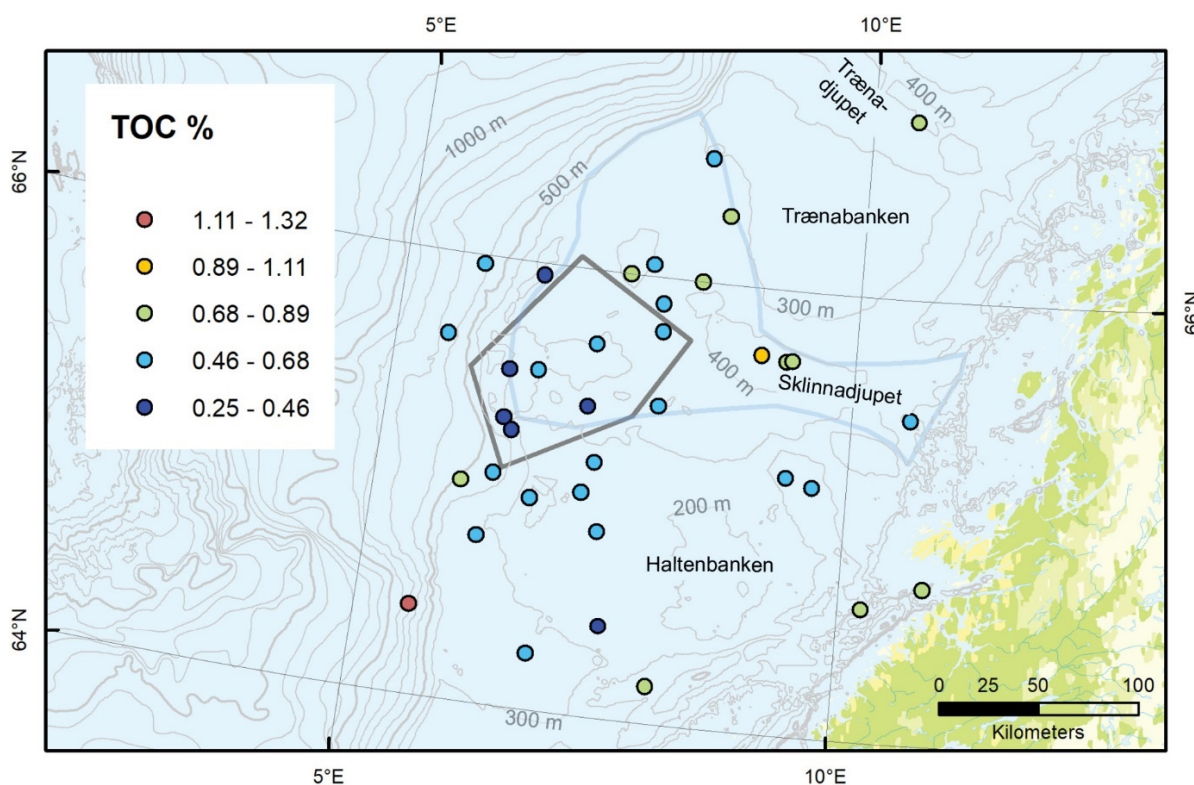 5°E
10°E
TOC %
1.11 - 1.32
0.89 - 1.11
0.68 - 0.89
0.46 - 0.68
0.25 - 0.46
1000 m
500 m
Træna-
djupet
400 m
66°N
Trænabanken
300 m
66°N
400 m
Sklinnadjupet
200 m
Haltenbanken
64°N
300 m
0 25 50 100
Kilometers
5°E
10°E